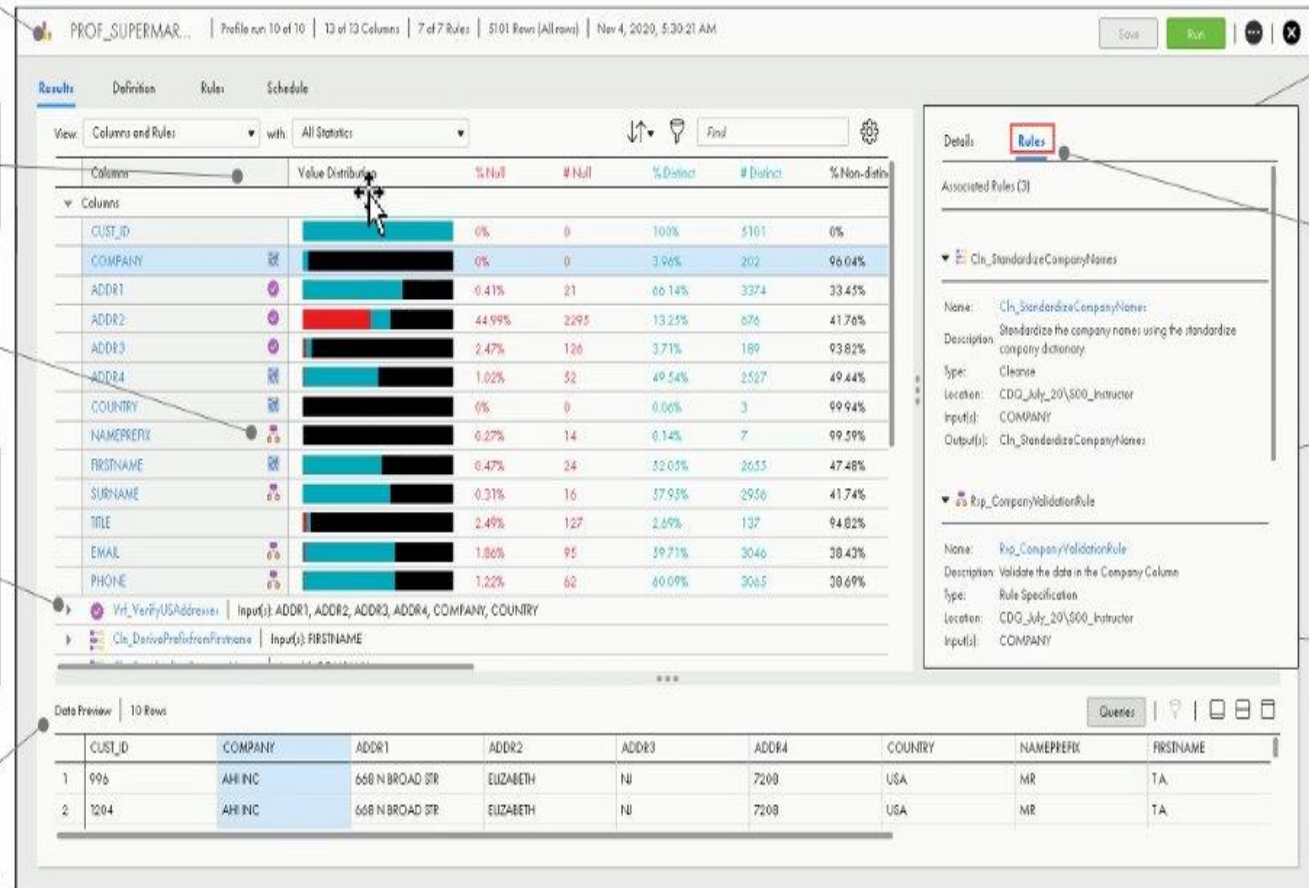 PROF_SUPERMAR... | Profile run 10 of 10 | 13 of 13 Columns | 7 of 7 Rules | 5101 Rows (All rows) | Nov 4, 2020, 5:30:21 AM
Save Run
Results Definition Rules Schedule
View: Columns and Rules with: All Statistics Find
Columns Value Distribution % Null # Null % Distinct # Distinct % Non-distin
Columns
CUST_ID 0% 0 100% 5101 0%
COMPANY 0% 0 3.96% 202 96.04%
ADDR1 0.41% 21 66.14% 3374 33.45%
ADDR2 44.99% 2295 13.25% 676 41.76%
ADDR3 2.47% 126 3.71% 189 93.82%
ADDR4 1.02% 52 49.54% 2527 49.44%
COUNTRY 0% 0 0.06% 3 99.94%
NAMEPREFIX 0.27% 14 0.14% 7 99.59%
FIRSTNAME 0.47% 24 52.05% 2655 47.48%
SURNAME 0.31% 16 57.95% 2956 41.74%
TITLE 2.49% 127 2.69% 137 94.82%
EMAIL 1.86% 95 59.71% 3046 38.43%
PHONE 1.22% 62 60.09% 3065 38.69%
Vrf_VerifyUSAddresses | Input(s): ADDR1, ADDR2, ADDR3, ADDR4, COMPANY, COUNTRY
Cln_DerivePrefixfromFirstname | Input(s): FIRSTNAME
Details Rules
Associated Rules (3)
Cln_StandardizeCompanyNames
Name: Cln_StandardizeCompanyNames
Description: Standardize the company names using the standardize
company dictionary.
Type: Cleanse
Location: CDQ_July_20\S00_Instructor
Input(s): COMPANY
Output(s): Cln_StandardizeCompanyNames
Rsp_CompanyValidationRule
Name: Rsp_CompanyValidationRule
Description: Validate the data in the Company Column
Type: Rule Specification
Location: CDQ_July_20\S00_Instructor
Input(s): COMPANY
Data Preview | 10 Rows
Queries
CUST_ID COMPANY ADDR1 ADDR2 ADDR3 ADDR4 COUNTRY NAMEPREFIX FIRSTNAME
1 996 AHI INC 668 N BROAD STR ELIZABETH NJ 7208 USA MR TA
2 1204 AHI INC 668 N BROAD STR ELIZABETH NJ 7208 USA MR TA